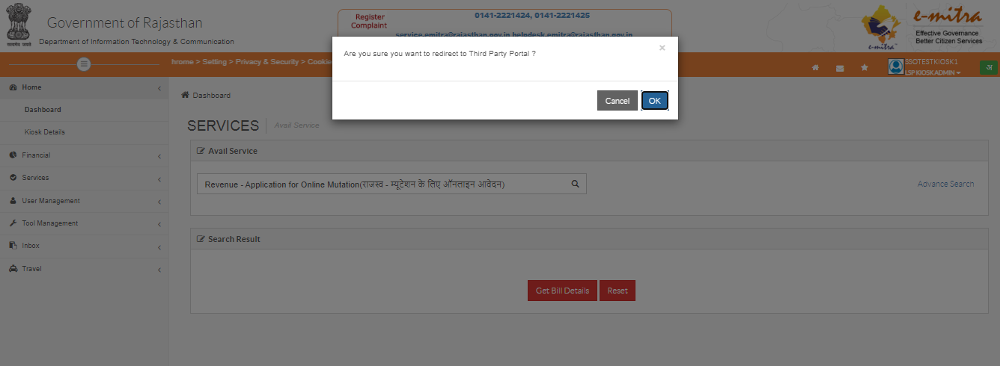 Government of Rajasthan
Department of Information Technology & Communication
Register
Complaint
0141-2221424, 0141-2221425
service.emitra@rajasthan.gov.in helpdesk.emitra@rajasthan.gov.in
e-mitra
e-mitra
Effective Governance
Better Citizen Services
Are you sure you want to redirect to Third Party Portal ?
×
Cancel
OK
hrome > Setting > Privacy & Security > Cookie
SSOTESTKIOSK1
LSP KIOSKADMIN
अ
Home
Dashboard
Kiosk Details
Financial
Services
User Management
Tool Management
Inbox
Travel
Dashboard
SERVICES
Avail Service
Avail Service
Revenue - Application for Online Mutation(राजस्व - म्यूटेशन के लिए ऑनलाइन आवेदन)
Advance Search
Search Result
Get Bill Details
Reset